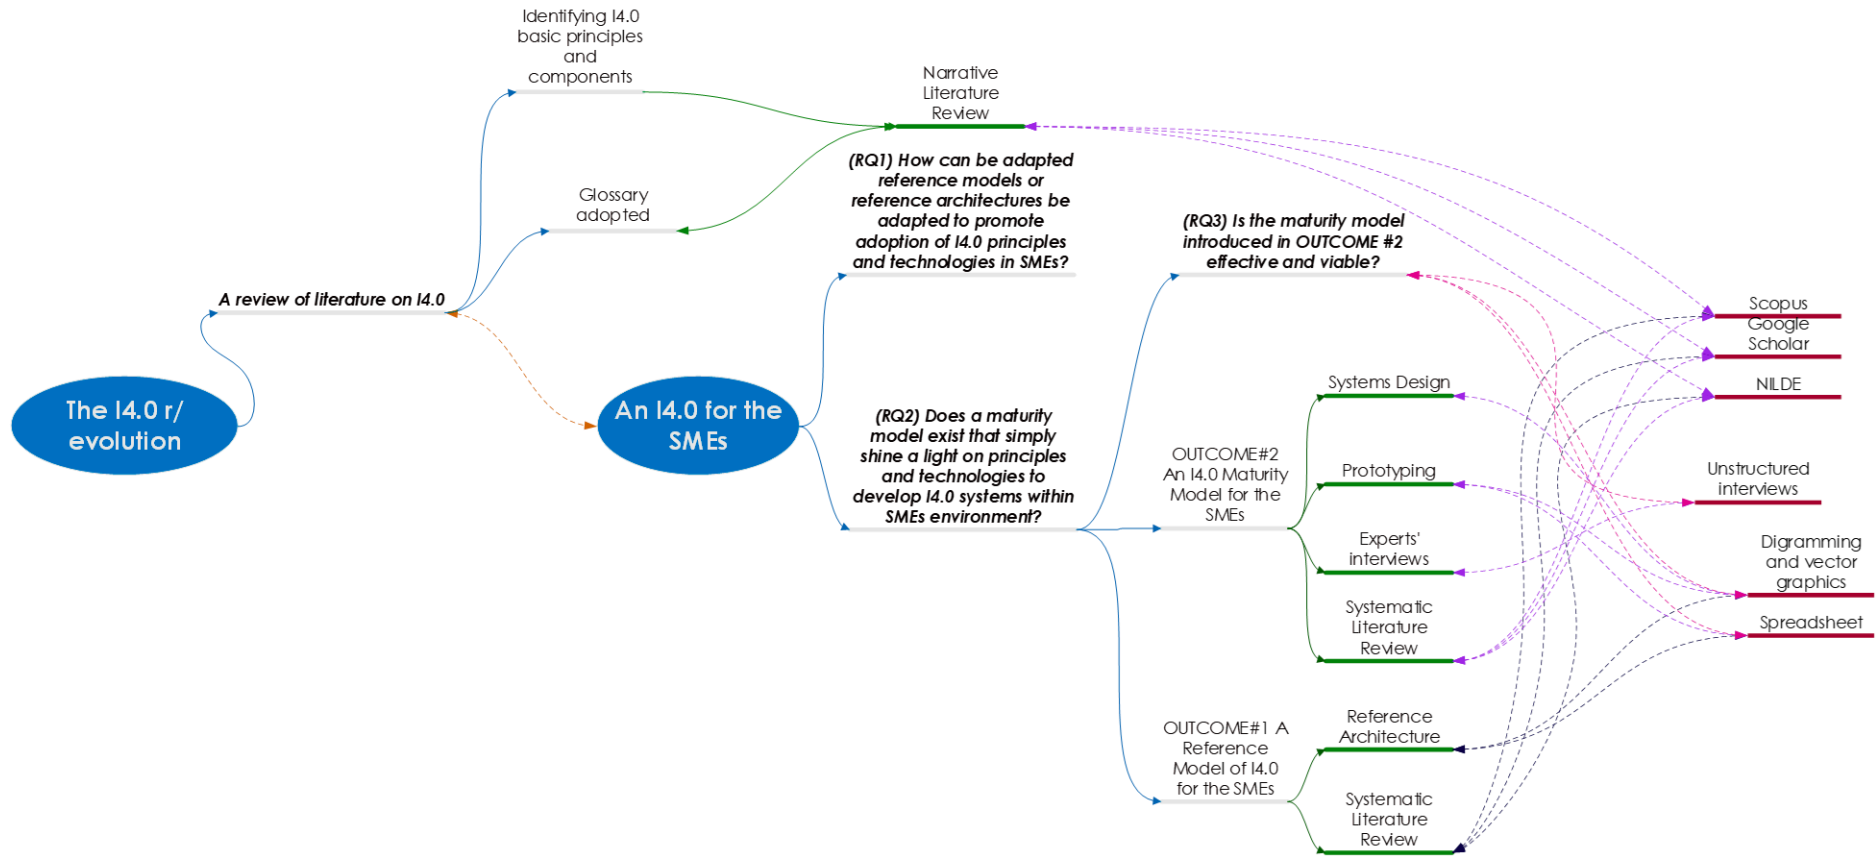 Identifying I4.0
basic principles
and
components
Narrative
Literature
Review
(RQ1) How can be adapted
reference models or
reference architectures be
adapted to promote
adoption of I4.0 principles
and technologies in SMEs?
Glossary
adopted
(RQ3) Is the maturity model
introduced in OUTCOME #2
effective and viable?
A review of literature on I4.0
Scopus
Google
Scholar
NILDE
The I4.0 r/
evolution
An I4.0 for the
SMEs
(RQ2) Does a maturity
model exist that simply
shine a light on principles
and technologies to
develop I4.0 systems within
SMEs environment?
Systems Design
OUTCOME#2
An I4.0 Maturity
Model for the
SMEs
Prototyping
Experts'
interviews
Systematic
Literature
Review
Unstructured
interviews
Digramming
and vector
graphics
Spreadsheet
OUTCOME#1 A
Reference
Model of I4.0
for the SMEs
Reference
Architecture
Systematic
Literature
Review